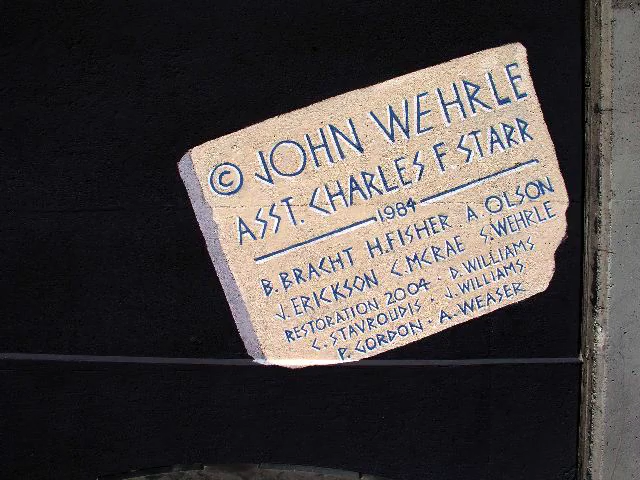 © JOHN WEHRLE
ASST. CHARLES F. STARR
1984
B. BRACHT H. FISHER A. OLSON
J. ERICKSON C. MCRAE S. WEHRLE
RESTORATION 2004 · D. WILLIAMS
C. STAVROUDIS · J. WILLIAMS
P. GORDON · A. WEASER